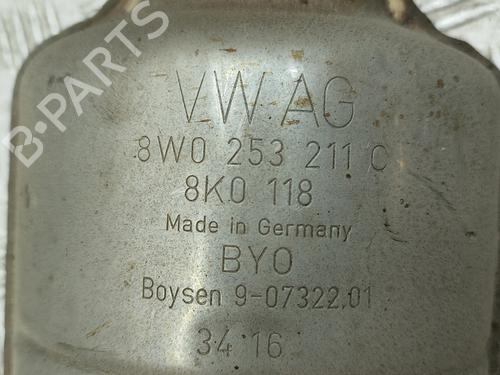 VW AG
8W0 253 211 C
8K0 118
Made in Germany
BYO
Boysen 9-07322.01
34 16
B-PARTS